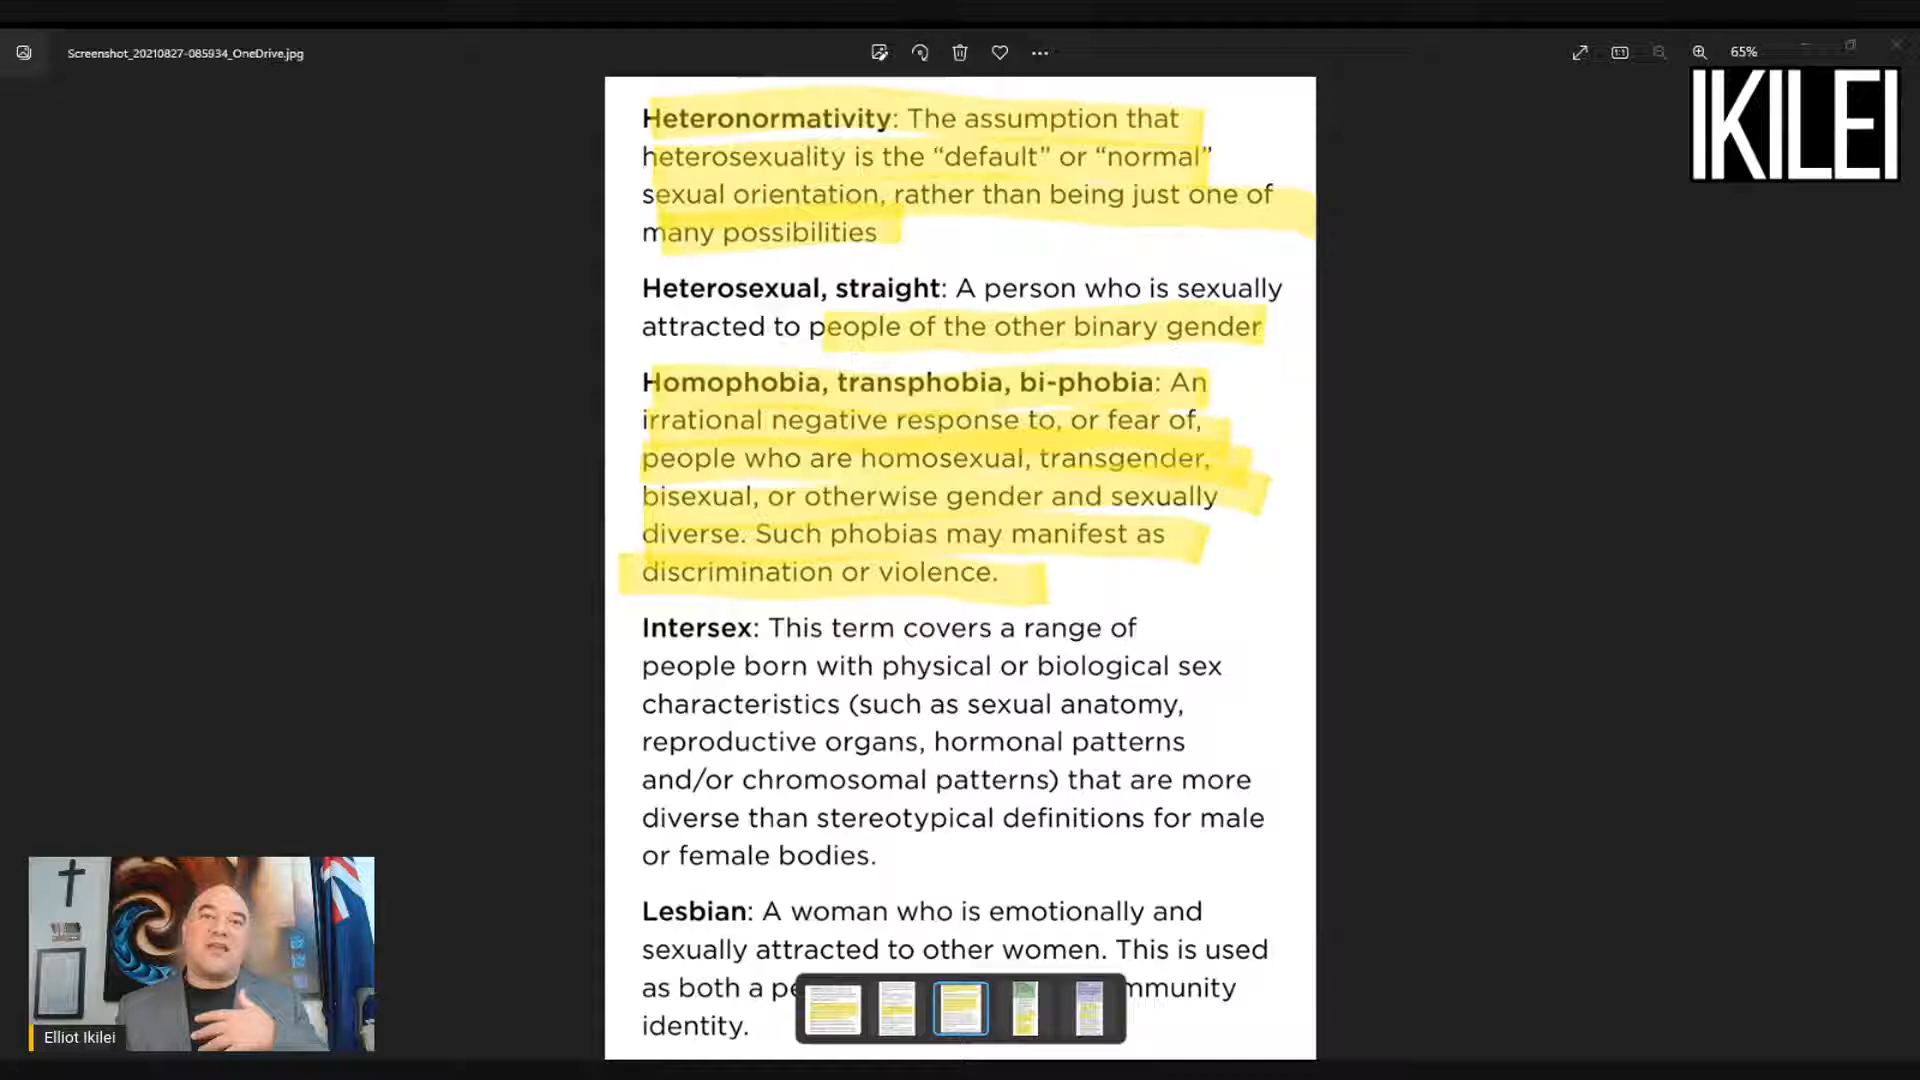 Screenshot_20210827-085934_OneDrive.jpg
65%
IKILEI
Heteronormativity: The assumption that
heterosexuality is the “default” or “normal”
sexual orientation, rather than being just one of
many possibilities
Heterosexual, straight: A person who is sexually
attracted to people of the other binary gender
Homophobia, transphobia, bi-phobia: An
irrational negative response to, or fear of,
people who are homosexual, transgender,
bisexual, or otherwise gender and sexually
diverse. Such phobias may manifest as
discrimination or violence.
Intersex: This term covers a range of
people born with physical or biological sex
characteristics (such as sexual anatomy,
reproductive organs, hormonal patterns
and/or chromosomal patterns) that are more
diverse than stereotypical definitions for male
or female bodies.
Lesbian: A woman who is emotionally and
sexually attracted to other women. This is used
as both a
identity.
Elliot Ikilei